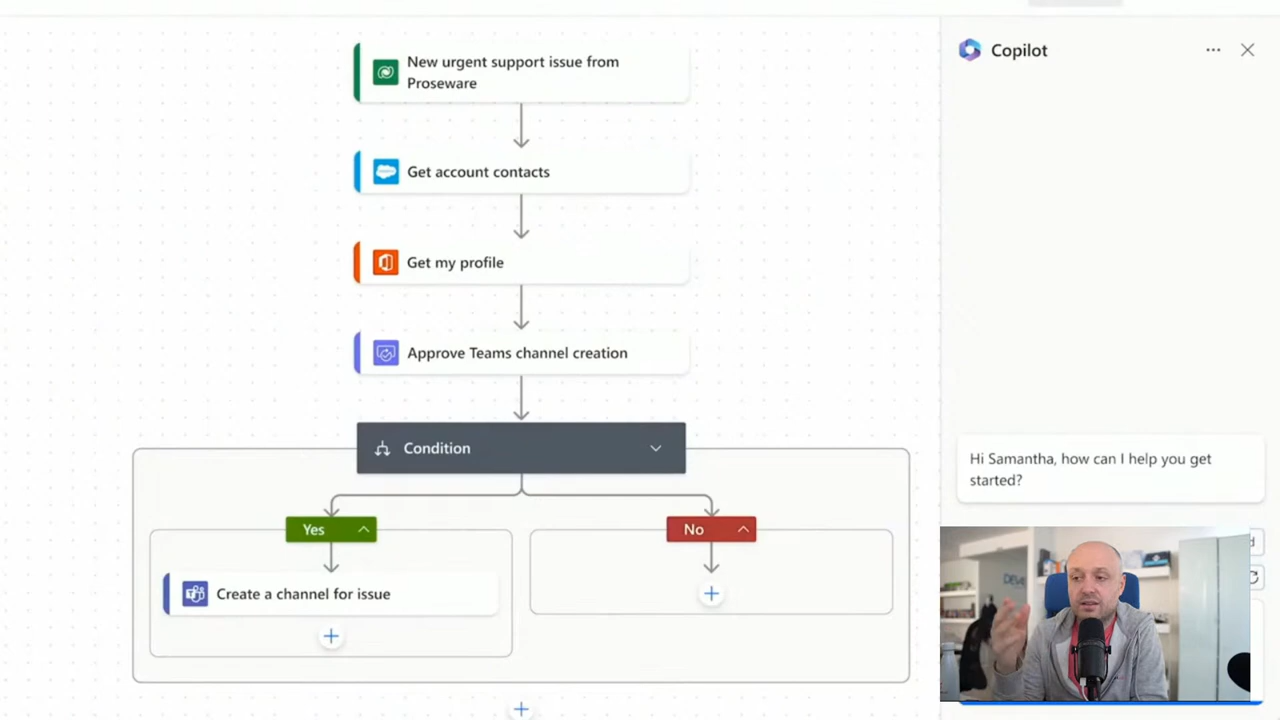 New urgent support issue from
Proseware
Copilot
Get account contacts
Get my profile
Approve Teams channel creation
Condition
Hi Samantha, how can I help you get
started?
Yes
No
Create a channel for issue